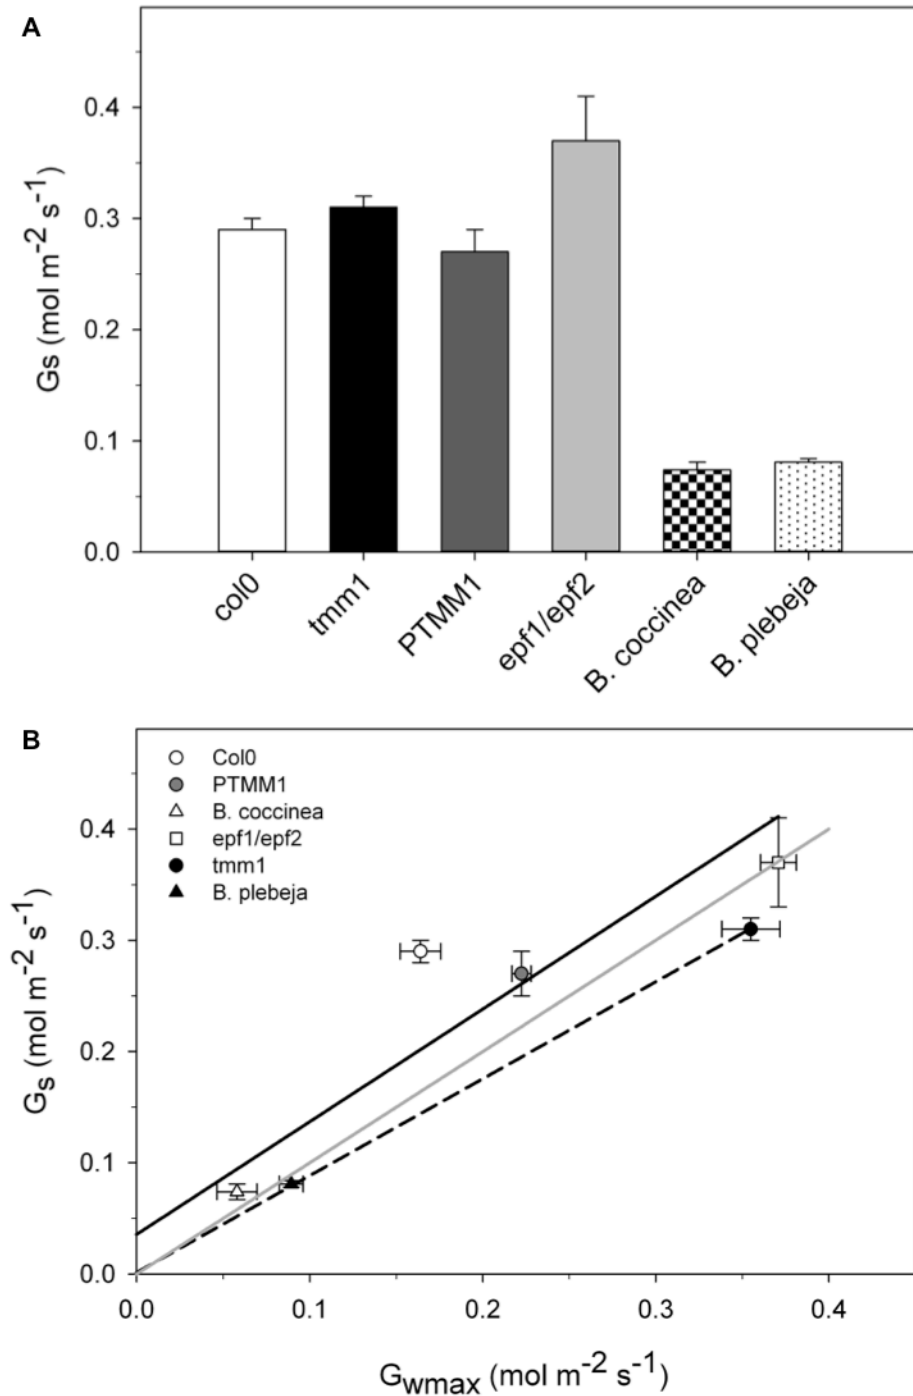 A
Gs (mol m⁻² s⁻¹)
0.4
0.3
0.2
0.1
0.0
col0
tmm1
PTMM1
epf1/epf2
B. coccinea
B. plebeja
B
Col0
PTMM1
B. coccinea
epf1/epf2
tmm1
B. plebeja
Gs (mol m⁻² s⁻¹)
0.4
0.3
0.2
0.1
0.0
0.0 0.1 0.2 0.3 0.4
Gwmax (mol m⁻² s⁻¹)